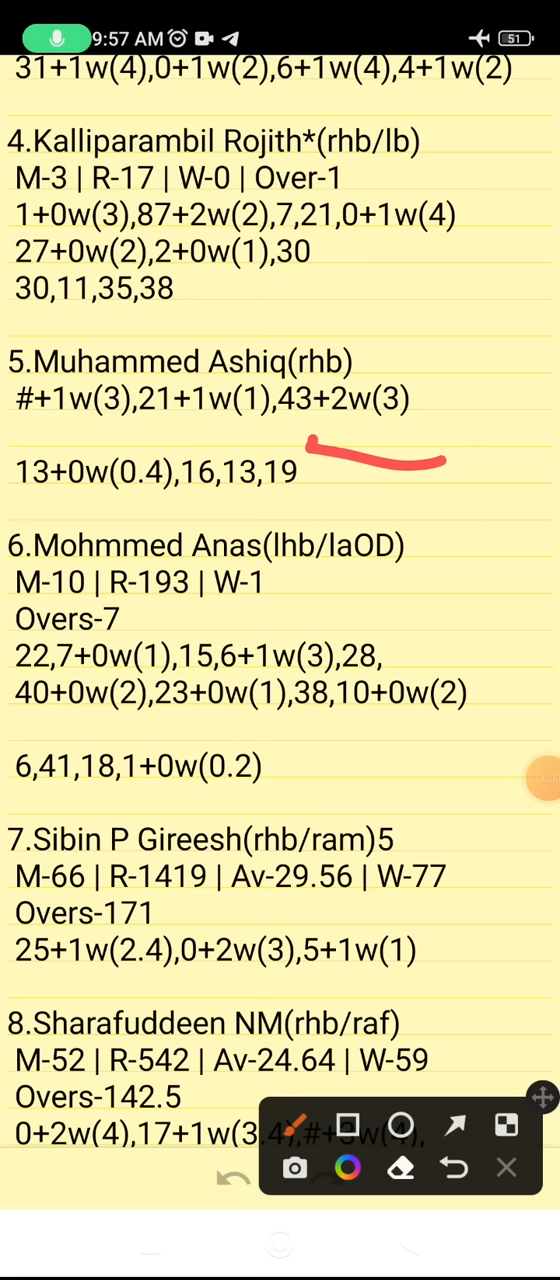 9:57 AM
51
31+1w(4),0+1w(2),6+1w(4),4+1w(2)
4.Kalliparambil Rojith*(rhb/lb)
M-3 | R-17 | W-0 | Over-1
1+0w(3),87+2w(2),7,21,0+1w(4)
27+0w(2),2+0w(1),30
30,11,35,38
5.Muhammed Ashiq(rhb)
#+1w(3),21+1w(1),43+2w(3)
13+0w(0.4),16,13,19
6.Mohmmed Anas(lhb/laOD)
M-10 | R-193 | W-1
Overs-7
22,7+0w(1),15,6+1w(3),28,
40+0w(2),23+0w(1),38,10+0w(2)
6,41,18,1+0w(0.2)
7.Sibin P Gireesh(rhb/ram)5
M-66 | R-1419 | Av-29.56 | W-77
Overs-171
25+1w(2.4),0+2w(3),5+1w(1)
8.Sharafuddeen NM(rhb/raf)
M-52 | R-542 | Av-24.64 | W-59
Overs-142.5
0+2w(4),17+1w(3.4),#+3w(4),